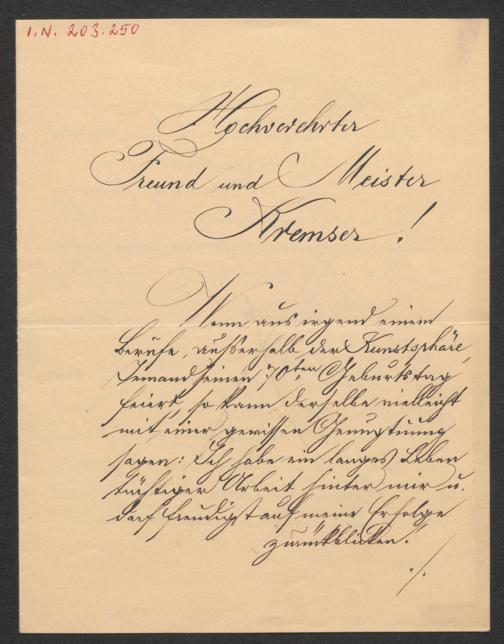 I.N. 203.250
Hochverehrter
Freund und Meister
Kremser!
Wenn aus irgend einem
Berufe, ausserhalb der Kunstsphäre,
Jemand seinen 70ten Geburtstag
feiert, so kann derselbe vielleicht
mit einer gewissen Genugtuung
sagen: „Ich habe ein langes Leben
tüchtiger Arbeit hinter mir u.
darf freudigst auf meine Erfolge
zurückblicken."
./.